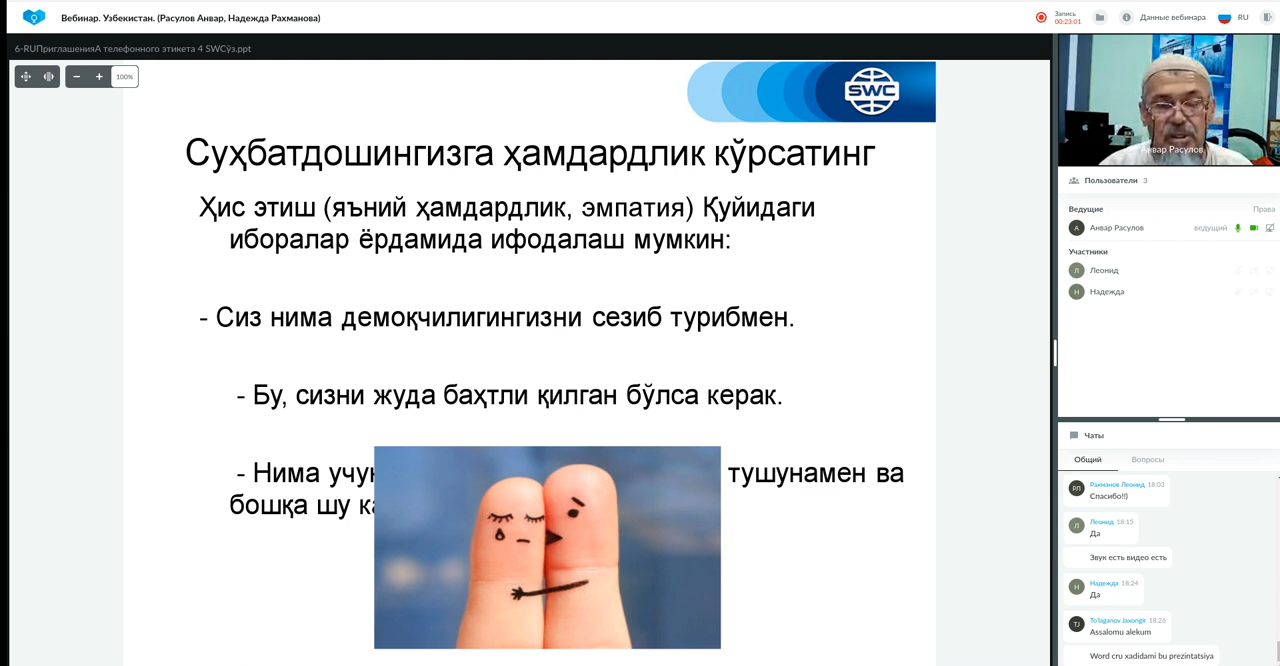 Вебинар. Узбекистан. (Расулов Анвар, Надежда Рахманова)
Запись
00:23:01
Данные вебинара
RU
6-RUПриглашенияА телефонного этикета 4 SWCўз.ppt
100%
SWC
Суҳбатдошингизга ҳамдардлик кўрсатинг
Ҳис этиш (яъний ҳамдардлик, эмпатия) Қуйидаги
иборалар ёрдамида ифодалаш мумкин:
- Сиз нима демоқчилигингизни сезиб турибмен.
- Бу, сизни жуда баҳтли қилган бўлса керак.
- Нима тушунамен ва
бошқа шу
Анвар Расулов
Пользователи 3
Ведущие Права
А Анвар Расулов ведущий
Участники
Л Леонид
Н Надежда
Чаты
Общий Вопросы
РЛ Рахманов Леонид 18:03
Спасибо!!)
Л Леонид 18:15
Да
Звук есть видео есть
Н Надежда 18:24
Да
TJ To'laganov Jaxongir 18:26
Assalomu alekum
Word cru xadidami bu prezintatsiya